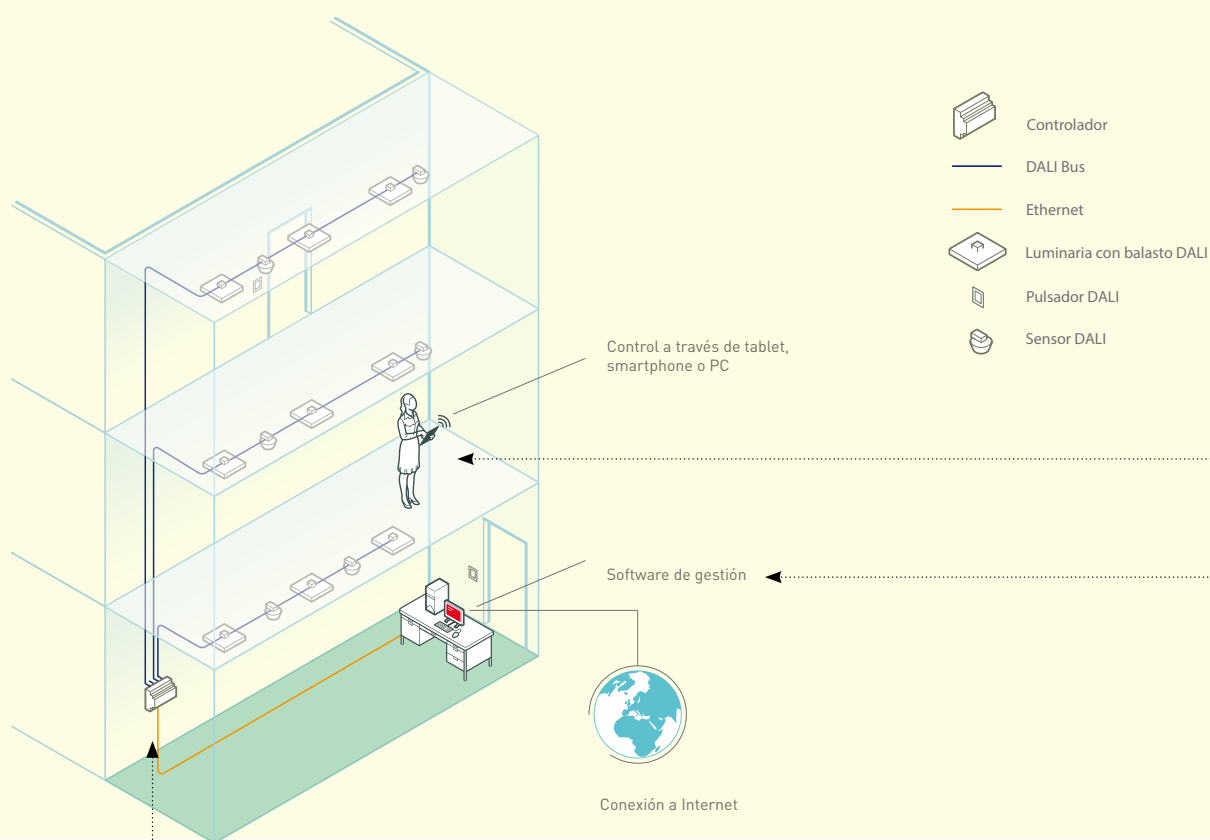 Controlador
DALI Bus
Ethernet
Luminaria con balasto DALI
Pulsador DALI
Sensor DALI
Control a través de tablet,
smartphone o PC
Software de gestión
Conexión a Internet